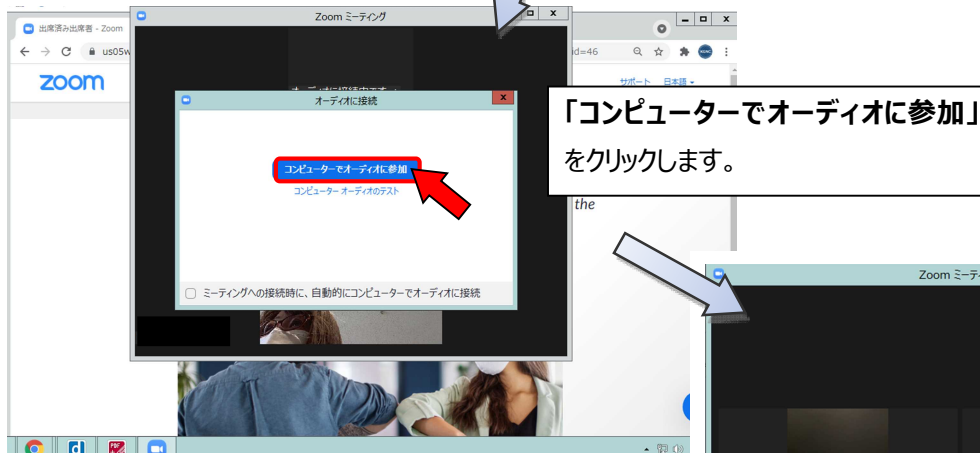 Zoom ミーティング
出席済み出席者 - Zoom
us05w
id=46
zoom
サポート 日本語
オーディオに接続
コンピューターでオーディオに参加
コンピューター オーディオのテスト
ミーティングへの接続時に、自動的にコンピューターでオーディオに接続
「コンピューターでオーディオに参加」
をクリックします。
the
Zoom ミーテ